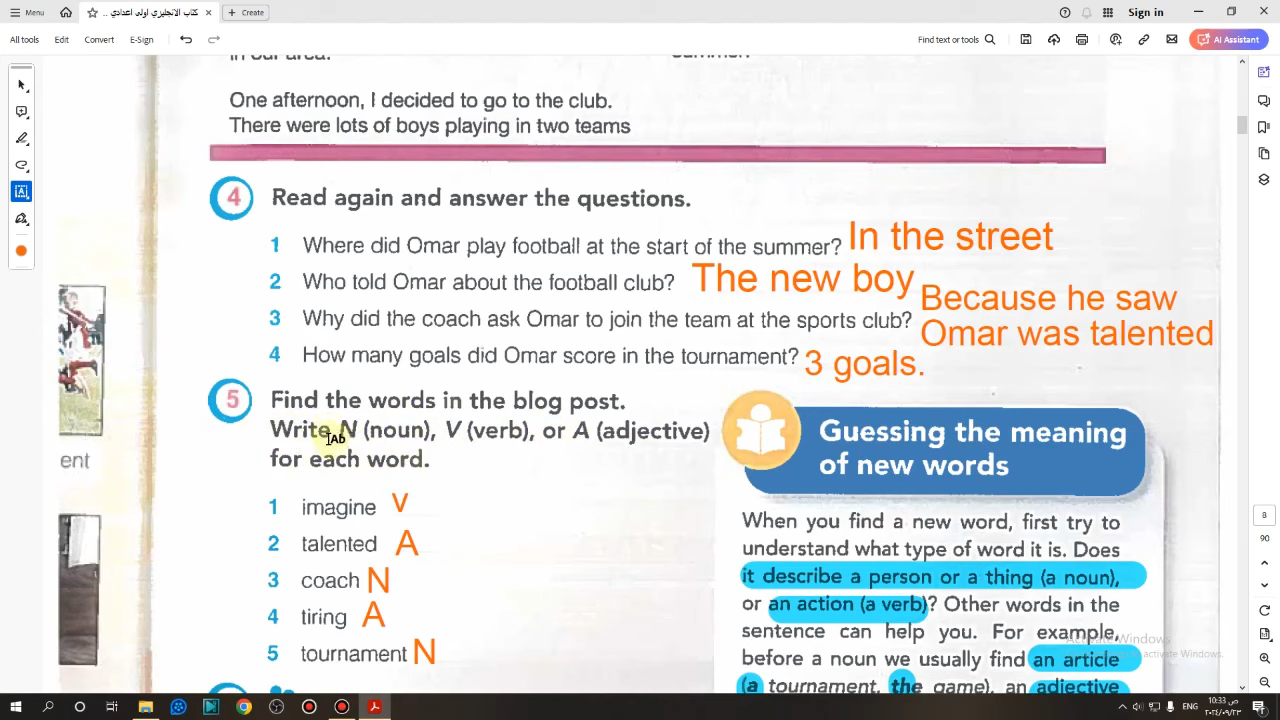 Menu
كتاب الانجليزي اولى اعدادي ..
Create
Sign in
All tools Edit Convert E-Sign
Find text or tools
AI Assistant
One afternoon, I decided to go to the club.
There were lots of boys playing in two teams
4 Read again and answer the questions.
1 Where did Omar play football at the start of the summer? In the street
2 Who told Omar about the football club? The new boy
3 Why did the coach ask Omar to join the team at the sports club? Because he saw
Omar was talented
4 How many goals did Omar score in the tournament? 3 goals.
5 Find the words in the blog post.
Write N (noun), V (verb), or A (adjective)
for each word.
1 imagine V
2 talented A
3 coach N
4 tiring A
5 tournament N
ent
Guessing the meaning
of new words
When you find a new word, first try to
understand what type of word it is. Does
it describe a person or a thing (a noun),
or an action (a verb)? Other words in the
sentence can help you. For example,
before a noun we usually find an article
(a tournament, the game), an adjective
Activate Windows
8
90
10:33 ص